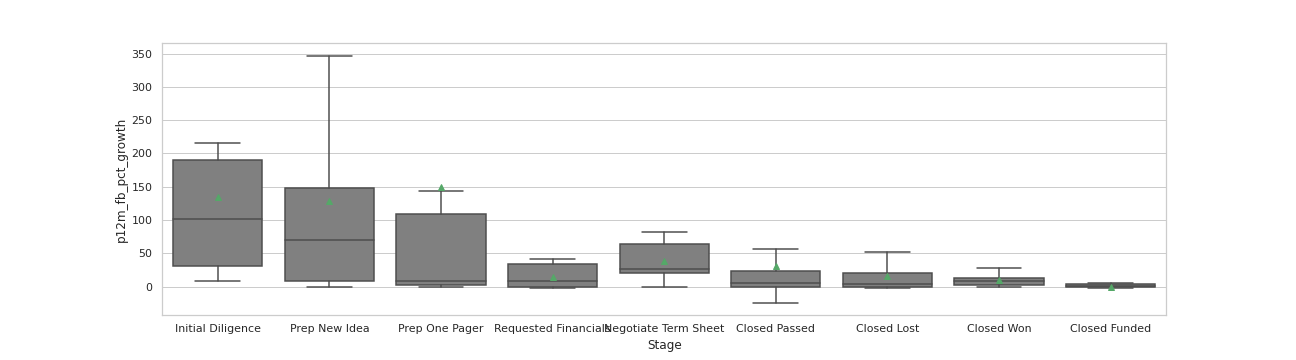 350
300
250
200
150
100
50
0
p12m_fb_pct_growth
Initial Diligence Prep New Idea Prep One Pager Requested Financials Negotiate Term Sheet Closed Passed Closed Lost Closed Won Closed Funded
Stage